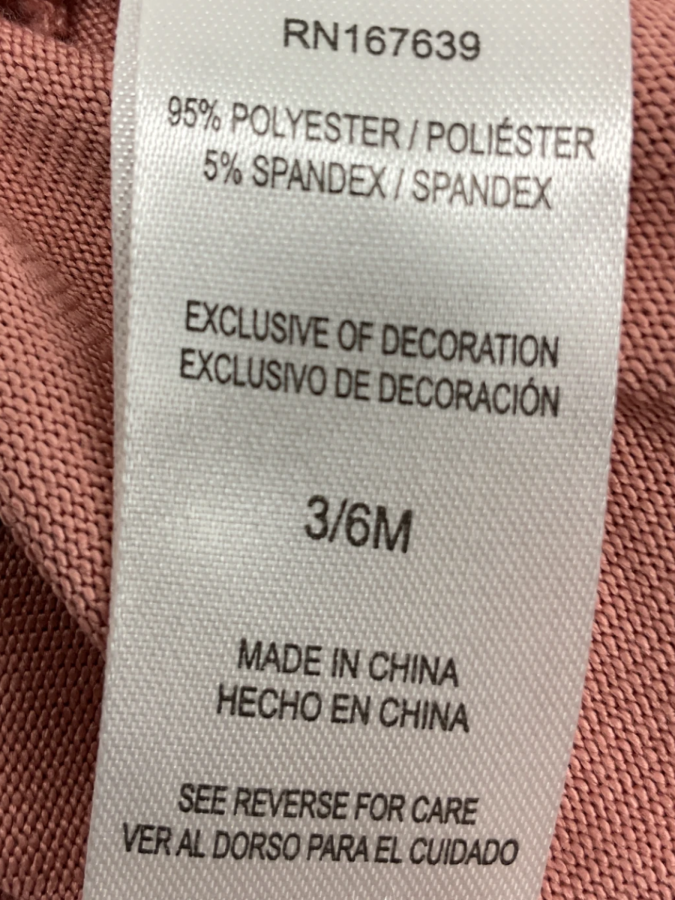 RN167639
95% POLYESTER / POLIÉSTER
5% SPANDEX / SPANDEX
EXCLUSIVE OF DECORATION
EXCLUSIVO DE DECORACIÓN
3/6M
MADE IN CHINA
HECHO EN CHINA
SEE REVERSE FOR CARE
VER AL DORSO PARA EL CUIDADO